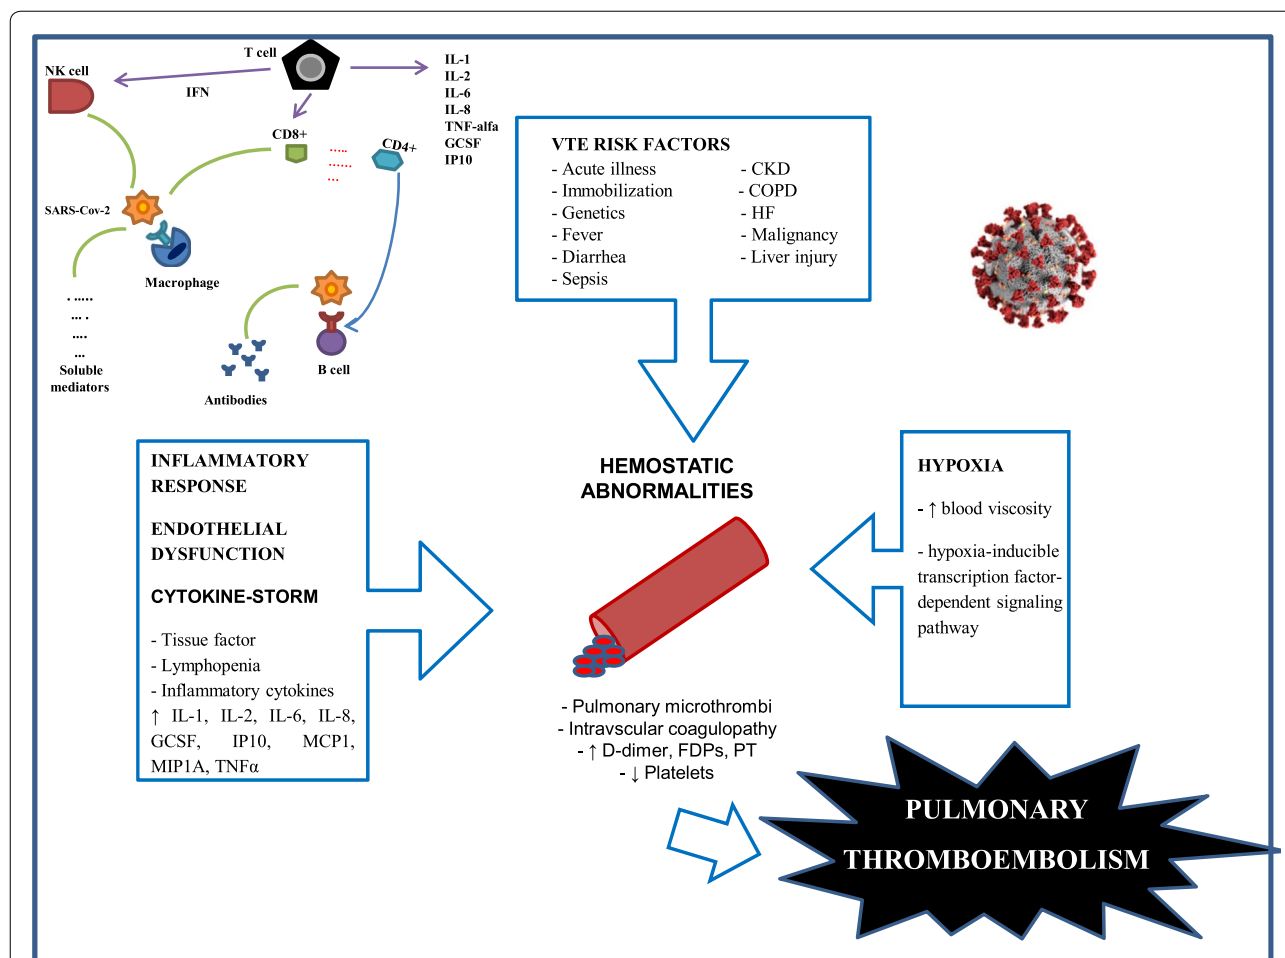 T cell
NK cell
IFN
IL-1
IL-2
IL-6
IL-8
TNF-alfa
GCSF
IP10
CD8+
CD4+
SARS-Cov-2
Macrophage
Soluble
mediators
B cell
Antibodies
VTE RISK FACTORS
- Acute illness
- Immobilization
- Genetics
- Fever
- Diarrhea
- Sepsis
- CKD
- COPD
- HF
- Malignancy
- Liver injury
INFLAMMATORY
RESPONSE
ENDOTHELIAL
DYSFUNCTION
CYTOKINE-STORM
- Tissue factor
- Lymphopenia
- Inflammatory cytokines
↑ IL-1, IL-2, IL-6, IL-8,
GCSF, IP10, MCP1,
MIP1A, TNFα
HEMOSTATIC
ABNORMALITIES
- Pulmonary microthrombi
- Intravscular coagulopathy
- ↑ D-dimer, FDPs, PT
- ↓ Platelets
HYPOXIA
- ↑ blood viscosity
- hypoxia-inducible
transcription factor-
dependent signaling
pathway
PULMONARY
THROMBOEMBOLISM